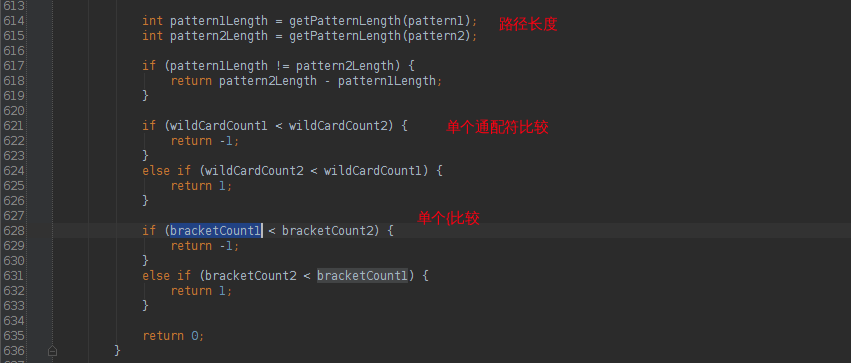 613
614 int pattern1Length = getPatternLength(pattern1); 路径长度
615 int pattern2Length = getPatternLength(pattern2);
616
617 if (pattern1Length != pattern2Length) {
618 return pattern2Length - pattern1Length;
619 }
620
621 if (wildCardCount1 < wildCardCount2) { 单个通配符比较
622 return -1;
623 }
624 else if (wildCardCount2 < wildCardCount1) {
625 return 1;
626 }
627 单个{比较
628 if (bracketCount1 < bracketCount2) {
629 return -1;
630 }
631 else if (bracketCount2 < bracketCount1) {
632 return 1;
633 }
634
635 return 0;
636 }